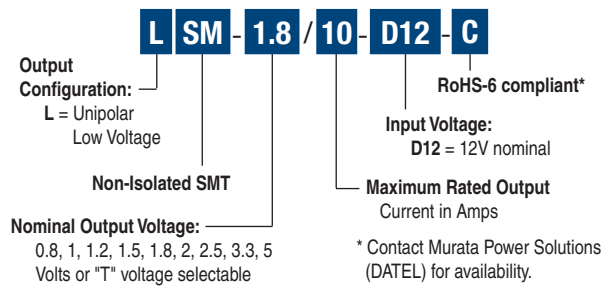 L SM - 1.8 / 10 - D12 - C
Output
Configuration:
L = Unipolar
Low Voltage
Non-Isolated SMT
Nominal Output Voltage:
0.8, 1, 1.2, 1.5, 1.8, 2, 2.5, 3.3, 5
Volts or "T" voltage selectable
RoHS-6 compliant*
Input Voltage:
D12 = 12V nominal
Maximum Rated Output
Current in Amps
* Contact Murata Power Solutions
(DATEL) for availability.